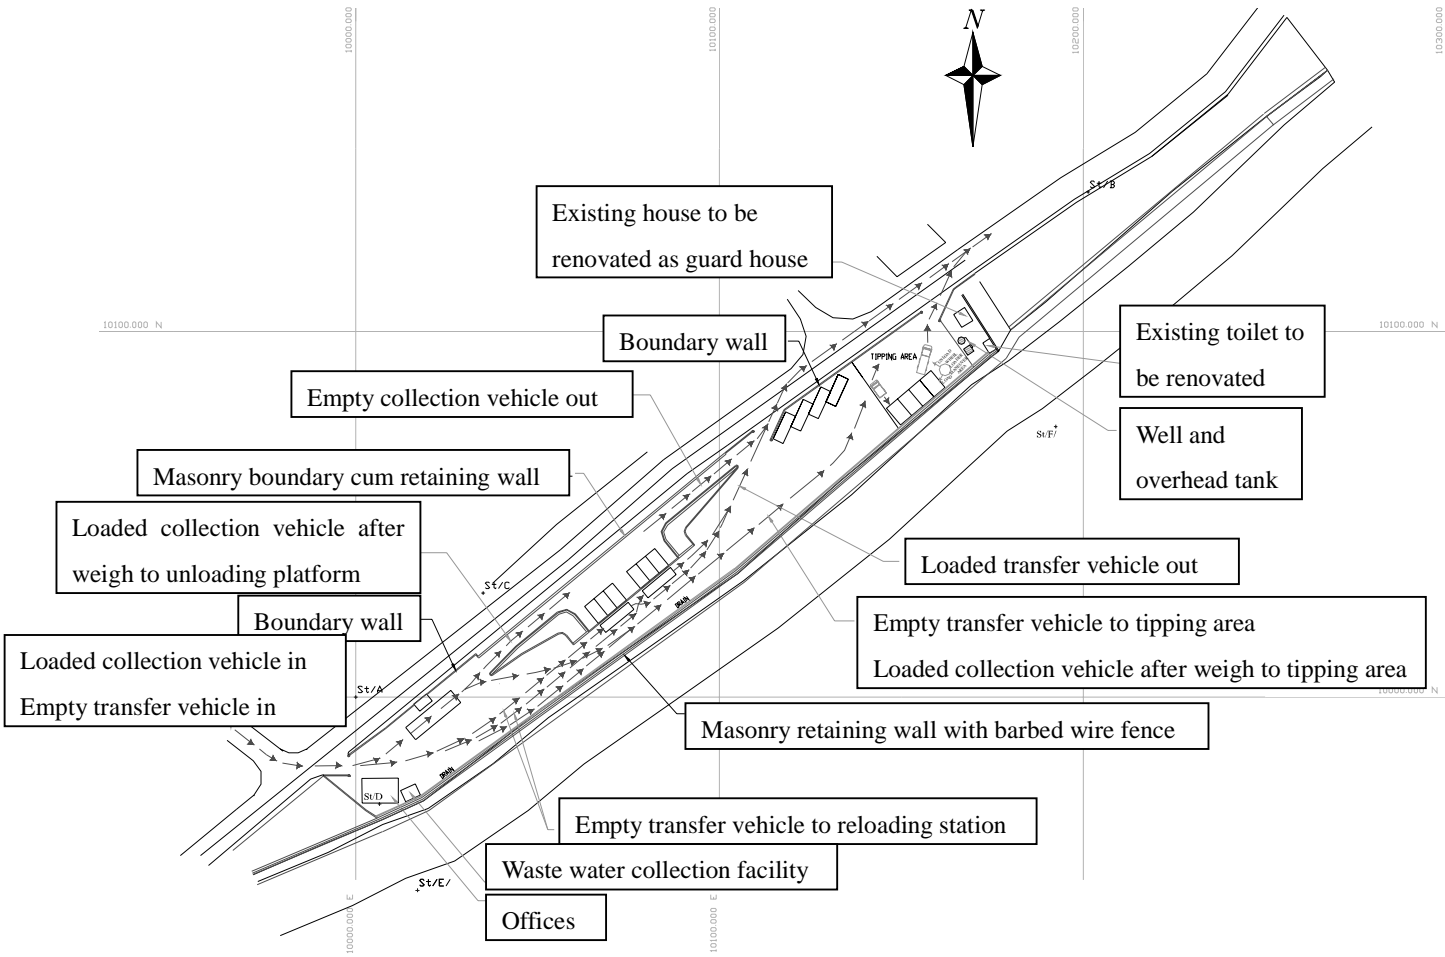 10000.000
10100.000
10200.000
10300.000
N
St/B
Existing house to be
renovated as guard house
10100.000 N
10100.000 N
Boundary wall
Existing toilet to
be renovated
TIPPING AREA
Empty collection vehicle out
Well and
overhead tank
St/F/
Masonry boundary cum retaining wall
Loaded collection vehicle after
weigh to unloading platform
St/C
Loaded transfer vehicle out
DRAIN
Boundary wall
Empty transfer vehicle to tipping area
Loaded collection vehicle after weigh to tipping area
Loaded collection vehicle in
Empty transfer vehicle in
St/A
10000.000 N
Masonry retaining wall with barbed wire fence
DRAIN
St/D
Empty transfer vehicle to reloading station
Waste water collection facility
St/E/
Offices
10000.000 E
10100.000 E